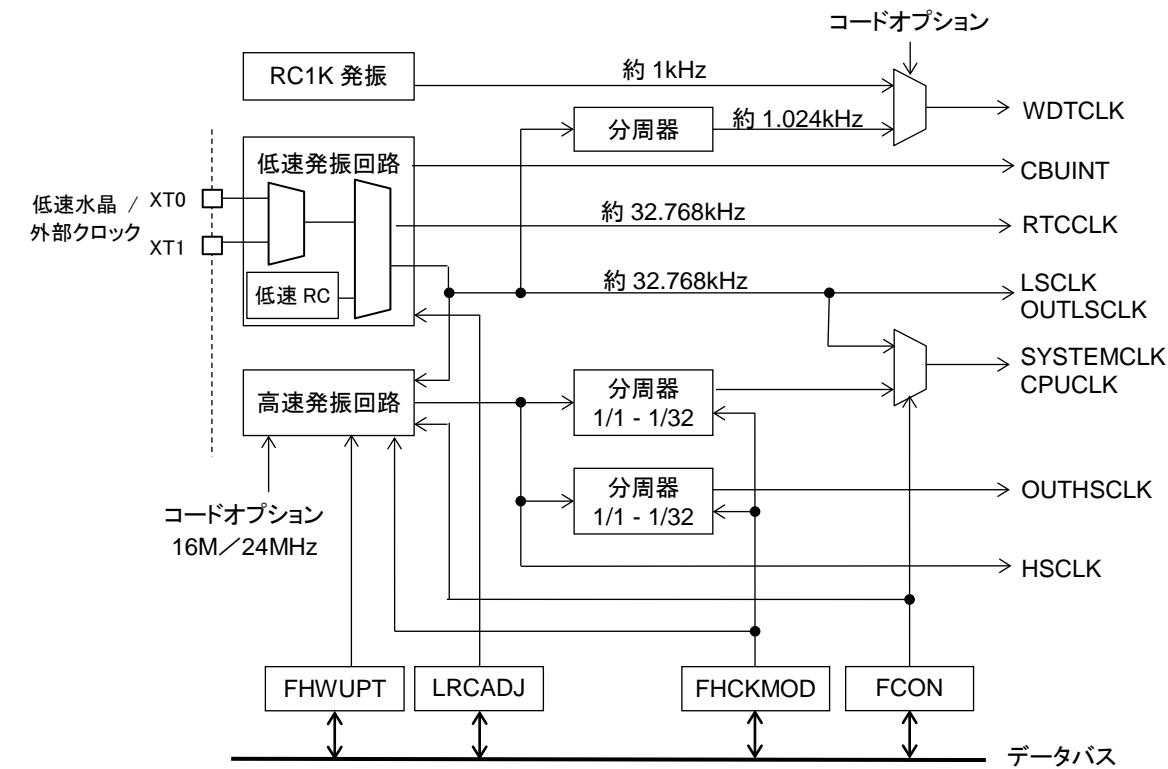 コードオプション
RC1K 発振
約 1kHz
分周器
約 1.024kHz
WDTCLK
低速発振回路
CBUINT
低速水晶 /
外部クロック
XT0
XT1
約 32.768kHz
RTCCLK
低速 RC
約 32.768kHz
LSCLK
OUTLSCLK
SYSTEMCLK
CPUCLK
高速発振回路
分周器
1/1 - 1/32
分周器
1/1 - 1/32
OUTHSCLK
コードオプション
16M／24MHz
HSCLK
FHWUPT
LRCADJ
FHCKMOD
FCON
データバス